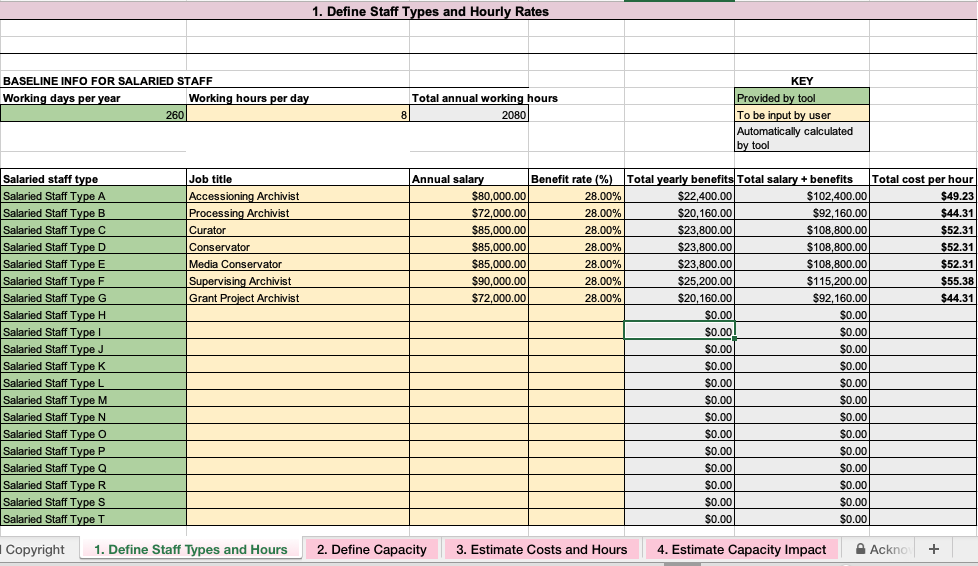 1. Define Staff Types and Hourly Rates
BASELINE INFO FOR SALARIED STAFF KEY
Working days per year Working hours per day Total annual working hours Provided by tool
260 8 2080 To be input by user
Automatically calculated
by tool
Salaried staff type Job title Annual salary Benefit rate (%) Total yearly benefits Total salary + benefits Total cost per hour
Salaried Staff Type A Accessioning Archivist $80,000.00 28.00% $22,400.00 $102,400.00 $49.23
Salaried Staff Type B Processing Archivist $72,000.00 28.00% $20,160.00 $92,160.00 $44.31
Salaried Staff Type C Curator $85,000.00 28.00% $23,800.00 $108,800.00 $52.31
Salaried Staff Type D Conservator $85,000.00 28.00% $23,800.00 $108,800.00 $52.31
Salaried Staff Type E Media Conservator $85,000.00 28.00% $23,800.00 $108,800.00 $52.31
Salaried Staff Type F Supervising Archivist $90,000.00 28.00% $25,200.00 $115,200.00 $55.38
Salaried Staff Type G Grant Project Archivist $72,000.00 28.00% $20,160.00 $92,160.00 $44.31
Salaried Staff Type H $0.00 $0.00
Salaried Staff Type I $0.00 $0.00
Salaried Staff Type J $0.00 $0.00
Salaried Staff Type K $0.00 $0.00
Salaried Staff Type L $0.00 $0.00
Salaried Staff Type M $0.00 $0.00
Salaried Staff Type N $0.00 $0.00
Salaried Staff Type O $0.00 $0.00
Salaried Staff Type P $0.00 $0.00
Salaried Staff Type Q $0.00 $0.00
Salaried Staff Type R $0.00 $0.00
Salaried Staff Type S $0.00 $0.00
Salaried Staff Type T $0.00 $0.00
Copyright 1. Define Staff Types and Hours 2. Define Capacity 3. Estimate Costs and Hours 4. Estimate Capacity Impact Ackno +